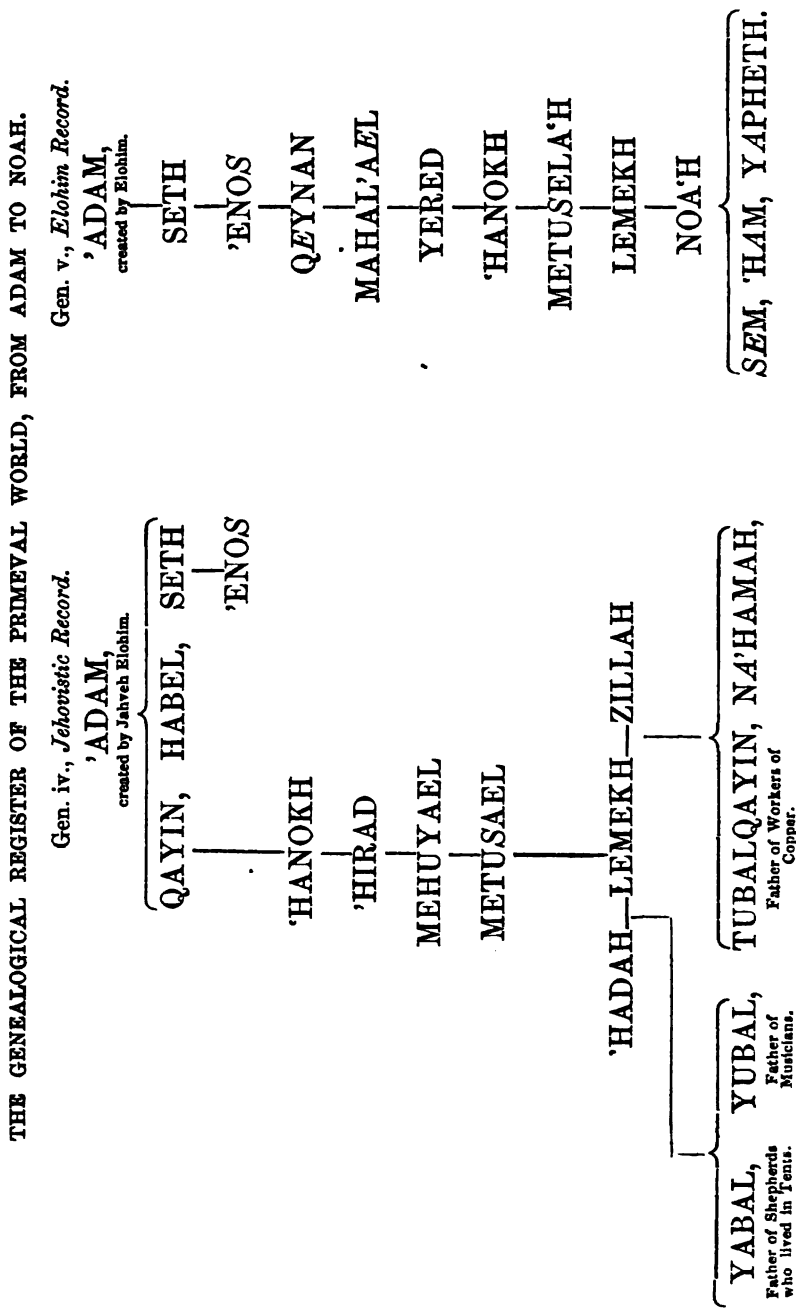 THE GENEALOGICAL REGISTER OF THE PRIMEVAL WORLD, FROM ADAM TO NOAH.
Gen. iv., Jehovistic Record.
'ADAM,
created by Jahveh Elohim.
QAYIN, HABEL, SETH
'ENOS
‘HANOKH
'HIRAD
MEHUYAEL
METUSAEL
'HADAH—LEMEKH—ZILLAH
YABAL, YUBAL, TUBALQAYIN, NA'HAMAH,
Father of Shepherds
who lived in Tents.
Father of
Musicians.
Father of Workers of
Copper.
Gen. v., Elohim Record.
'ADAM,
created by Elohim.
SETH
'ENOS
QEYNAN
MAHAL'AEL
YERED
‘HANOKH
METUSELA‘H
LEMEKH
NOA‘H
SEM, ‘HAM, YAPHETH.